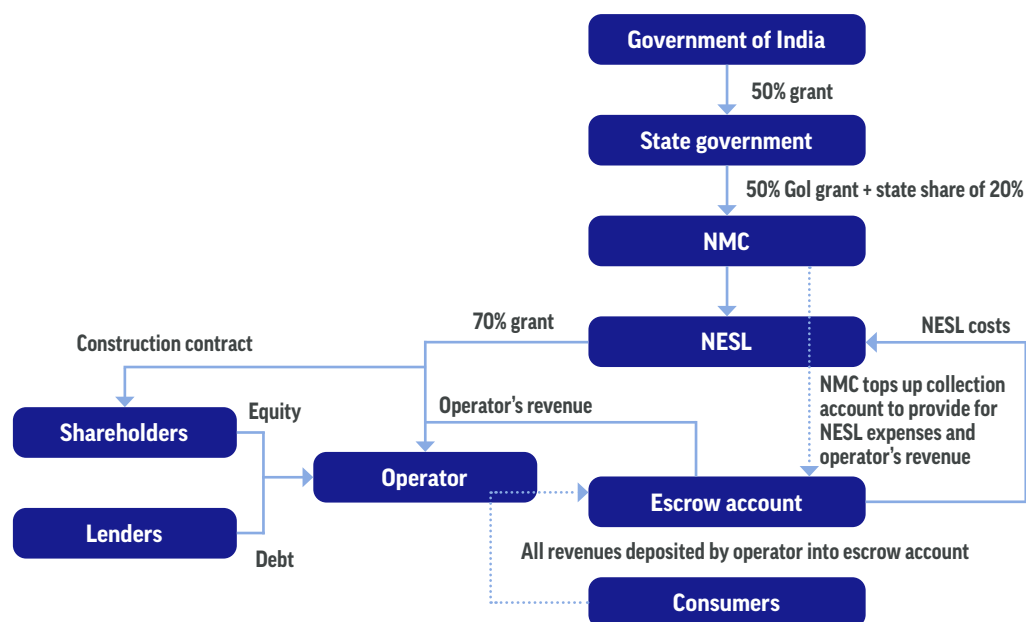 Government of India
50% grant
State government
50% GoI grant + state share of 20%
NMC
70% grant
NESL
NESL costs
Construction contract
NMC tops up collection
account to provide for
NESL expenses and
operator's revenue
Equity
Operator's revenue
Shareholders
Operator
Escrow account
Lenders
Debt
All revenues deposited by operator into escrow account
Consumers